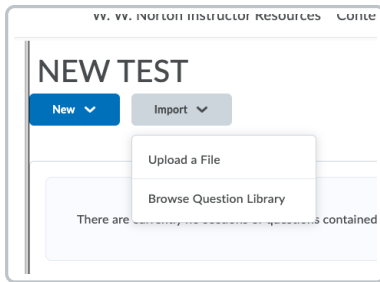 W. W. Norton Instructor Resources Conte
NEW TEST
New Import
Upload a File
Browse Question Library
There are currently no sections or questions contained